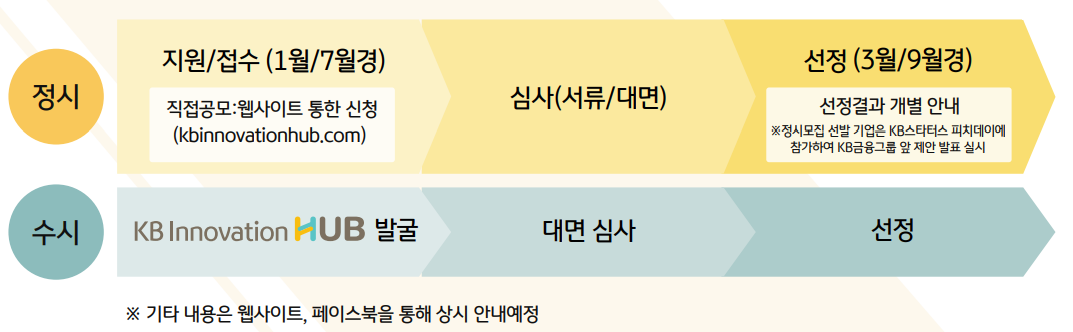 정시
지원/접수 (1월/7월경)
직접공모:웹사이트 통한 신청
(kbinnovationhub.com)
심사(서류/대면)
선정 (3월/9월경)
선정결과 개별 안내
※정시모집 선발 기업은 KB스타터스 피치데이에
참가하여 KB금융그룹 앞 제안 발표 실시
수시
KB Innovation HUB 발굴
대면 심사
선정
※ 기타 내용은 웹사이트, 페이스북을 통해 상시 안내예정